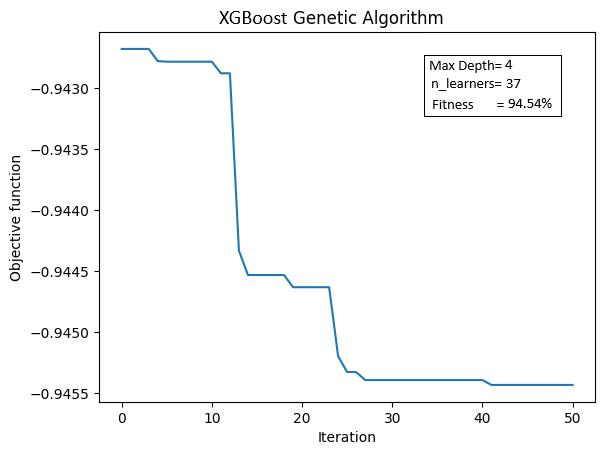 XGBoost Genetic Algorithm
Max Depth= 4
n_learners= 37
Fitness = 94.54%
Objective function
−0.9430
−0.9435
−0.9440
−0.9445
−0.9450
−0.9455
0 10 20 30 40 50
Iteration